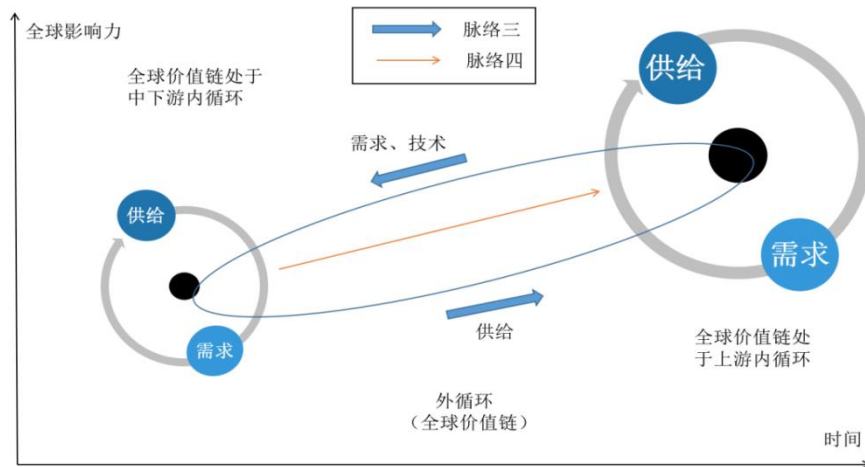 全球影响力
脉络三
脉络四
全球价值链处于
中下游内循环
供给
需求、技术
供给
需求
需求
供给
全球价值链处
于上游内循环
外循环
（全球价值链）
时间